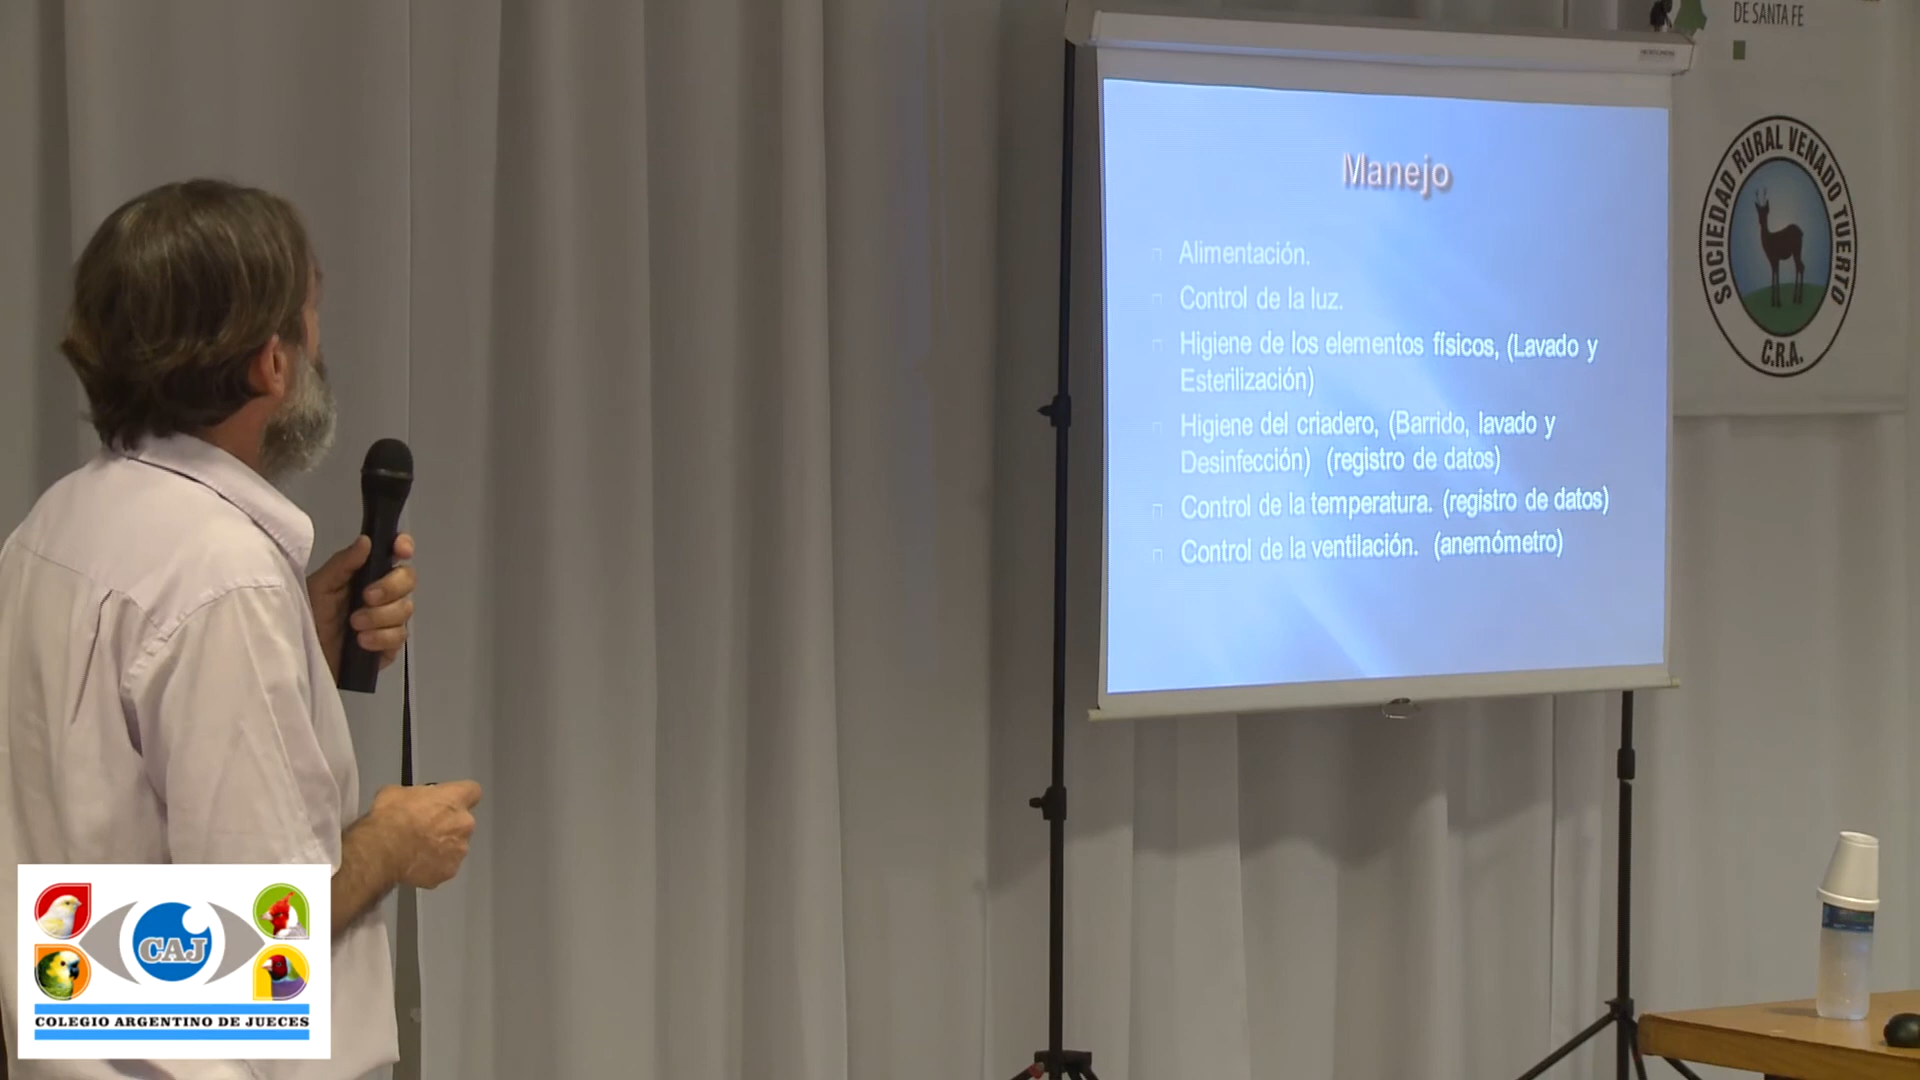 DE SANTA FE
SOCIEDAD RURAL VENADO TUERTO
C.R.A.
Manejo
Alimentación.
Control de la luz.
Higiene de los elementos físicos, (Lavado y
Esterilización)
Higiene del criadero, (Barrido, lavado y
Desinfección) (registro de datos)
Control de la temperatura. (registro de datos)
Control de la ventilación. (anemómetro)
CAJ
COLEGIO ARGENTINO DE JUECES